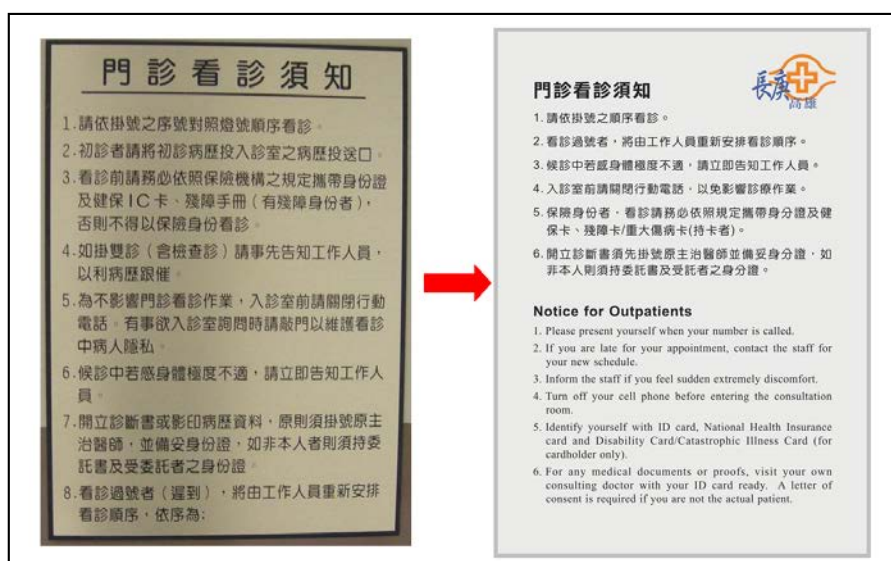 門診看診須知
1.請依掛號之序號對照燈號順序看診。
2.初診者請將初診病歷投入診室之病歷投送口。
3.看診前請務必依照保險機構之規定攜帶身份證
及健保IC卡、殘障手冊(有殘障身份者),
否則不得以保險身份看診。
4.如掛雙診(含檢查診)請事先告知工作人員,
以利病歷跟催。
5.為不影響門診看診作業,入診室前請關閉行動
電話。有事欲入診室詢問時請敲門以維護看診
中病人隱私。
6.候診中若感身體極度不適,請立即告知工作人
員。
7.開立診斷書或影印病歷資料,原則須掛號原主
治醫師,並備妥身份證,如非本人者則須持委
託書及受委託者之身份證。
8.看診過號者(遲到),將由工作人員重新安排
看診順序,依序為:
長庚
高雄
門診看診須知
1.請依掛號之順序看診。
2.看診過號者,將由工作人員重新安排看診順序。
3.候診中若感身體極度不適,請立即告知工作人員。
4.入診室前請關閉行動電話,以免影響診療作業。
5.保險身份者,看診請務必依照規定攜帶身分證及健
保卡、殘障卡/重大傷病卡(持卡者)。
6.開立診斷書須先掛號原主治醫師並備妥身分證,如
非本人則須持委託書及受託者之身分證。
Notice for Outpatients
1. Please present yourself when your number is called.
2. If you are late for your appointment, contact the staff for
your new schedule.
3. Inform the staff if you feel sudden extremely discomfort.
4. Turn off your cell phone before entering the consultation
room.
5. Identify yourself with ID card, National Health Insurance
card and Disability Card/Catastrophic Illness Card (for
cardholder only).
6. For any medical documents or proofs, visit your own
consulting doctor with your ID card ready. A letter of
consent is required if you are not the actual patient.